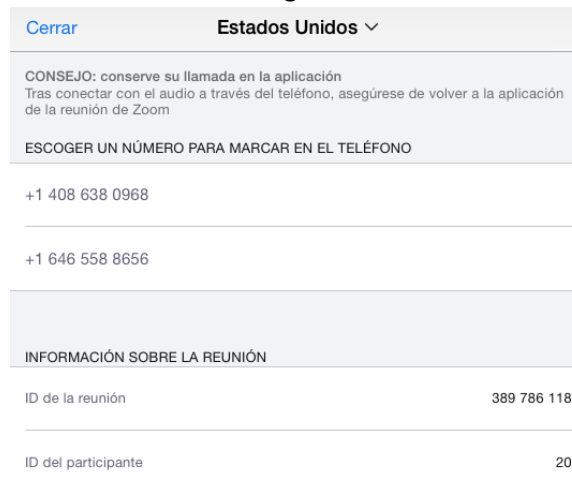 Cerrar Estados Unidos
CONSEJO: conserve su llamada en la aplicación
Tras conectar con el audio a través del teléfono, asegúrese de volver a la aplicación
de la reunión de Zoom
ESCOGER UN NÚMERO PARA MARCAR EN EL TELÉFONO
+1 408 638 0968
+1 646 558 8656
INFORMACIÓN SOBRE LA REUNIÓN
ID de la reunión 389 786 118
ID del participante 20